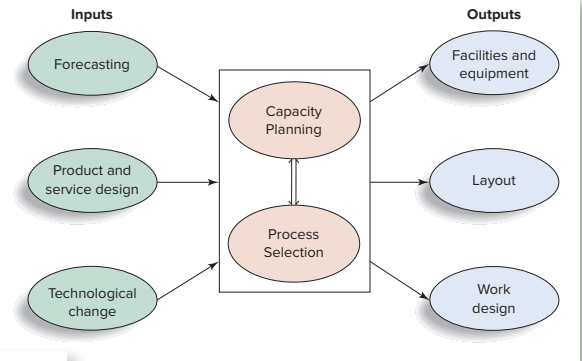 Inputs
Outputs
Forecasting
Product and
service design
Technological
change
Capacity
Planning
Process
Selection
Facilities and
equipment
Layout
Work
design